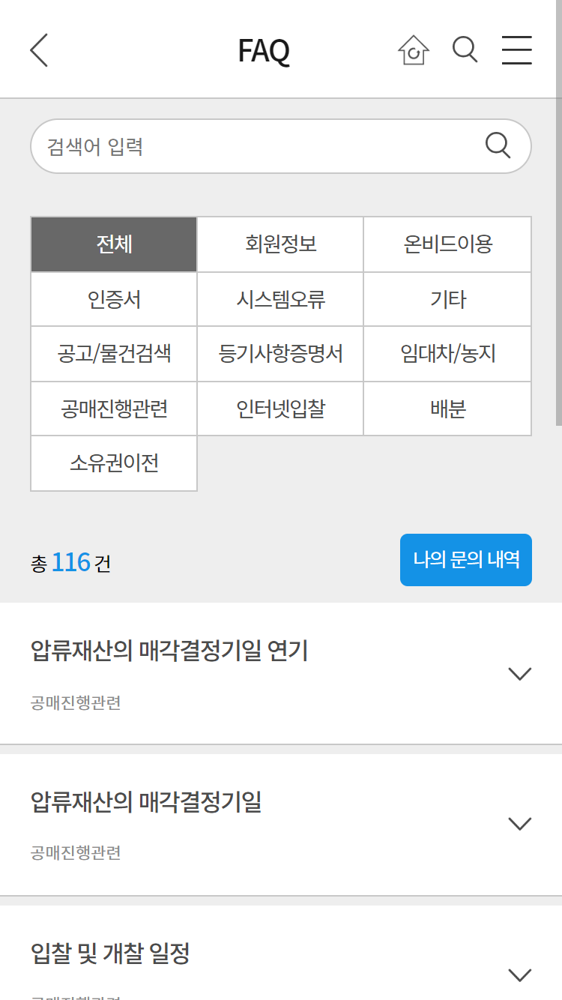 FAQ
검색어 입력
전체 회원정보 온비드이용
인증서 시스템오류 기타
공고/물건검색 등기사항증명서 임대차/농지
공매진행관련 인터넷입찰 배분
소유권이전
총 116 건 나의 문의 내역
압류재산의 매각결정기일 연기
공매진행관련
압류재산의 매각결정기일
공매진행관련
입찰 및 개찰 일정